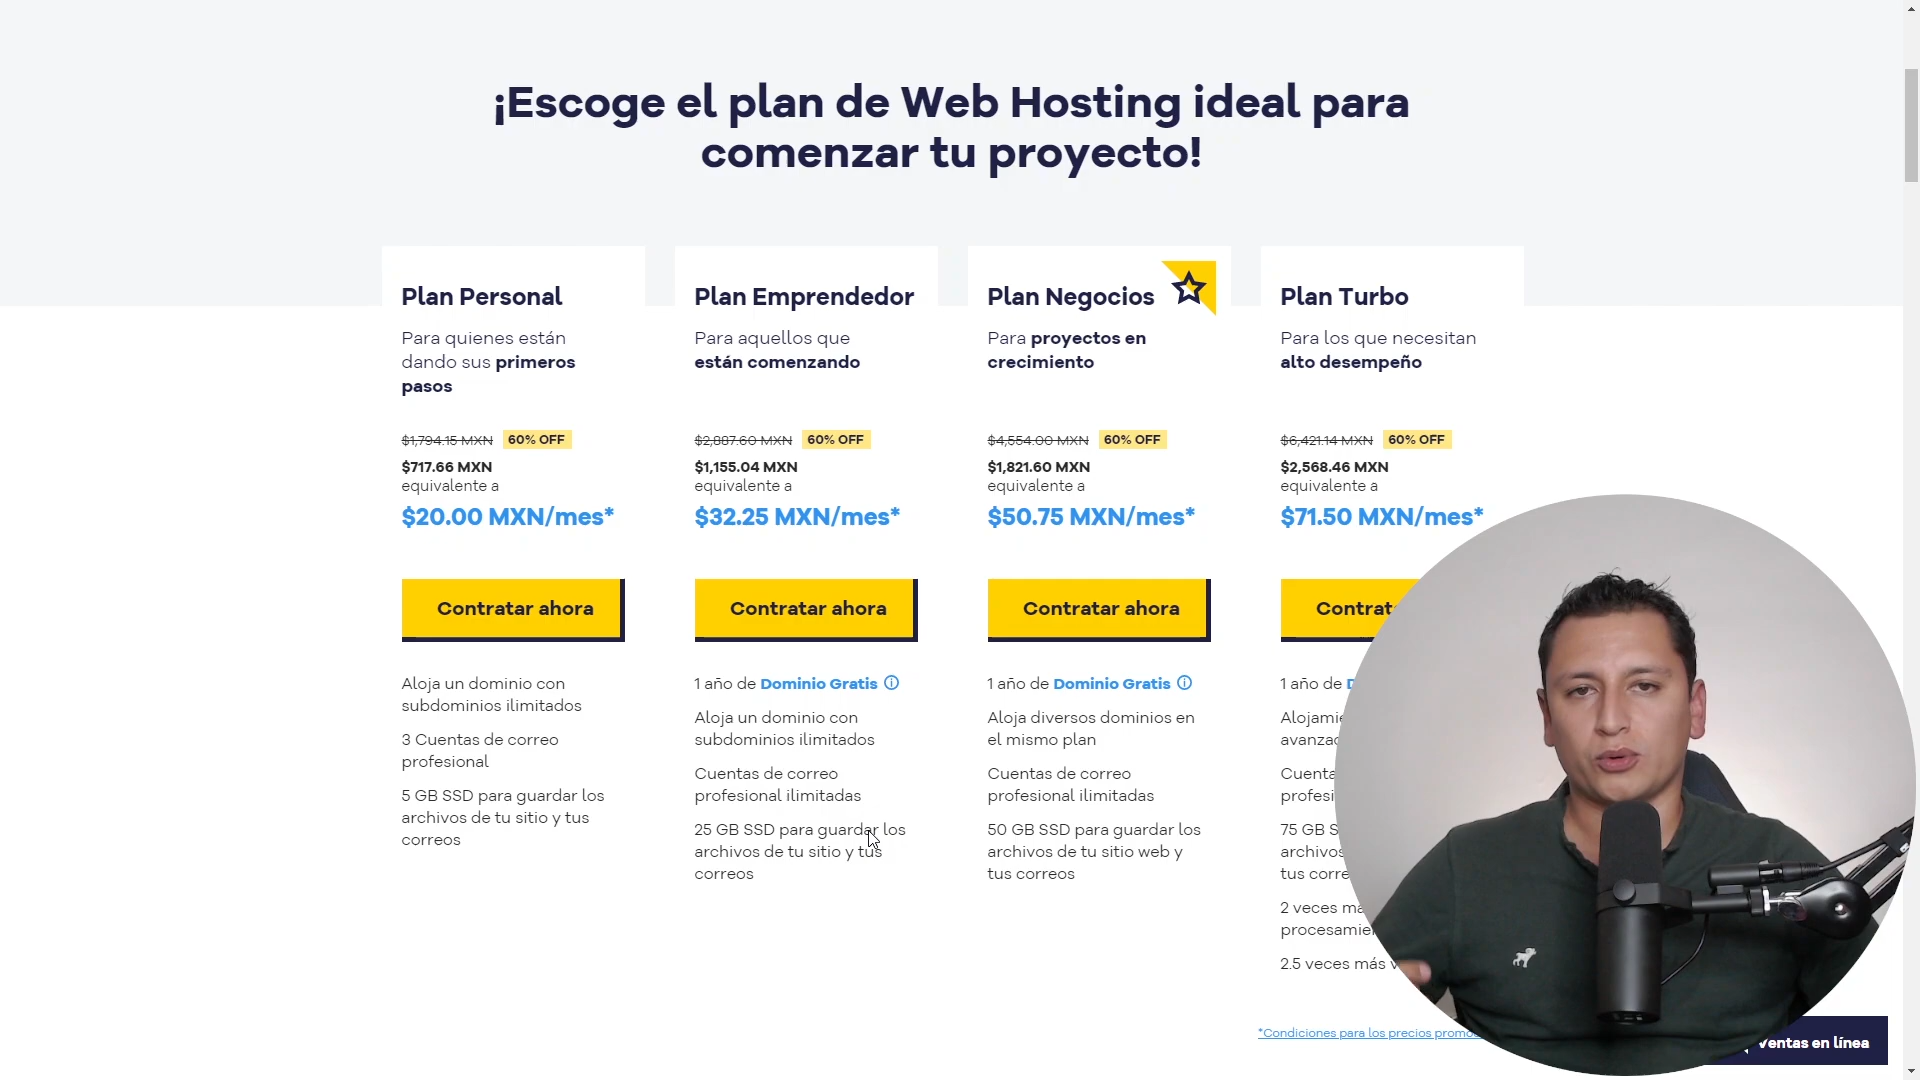 ¡Escoge el plan de Web Hosting ideal para
comenzar tu proyecto!
Plan Personal
Para quienes están
dando sus primeros
pasos
$1,794.15 MXN 60% OFF
$717.66 MXN
equivalente a
$20.00 MXN/mes*
Contratar ahora
Aloja un dominio con
subdominios ilimitados
3 Cuentas de correo
profesional
5 GB SSD para guardar los
archivos de tu sitio y tus
correos
Plan Emprendedor
Para aquellos que
están comenzando
$2,887.60 MXN 60% OFF
$1,155.04 MXN
equivalente a
$32.25 MXN/mes*
Contratar ahora
1 año de Dominio Gratis
Aloja un dominio con
subdominios ilimitados
Cuentas de correo
profesional ilimitadas
25 GB SSD para guardar los
archivos de tu sitio y tus
correos
Plan Negocios
Para proyectos en
crecimiento
$4,554.00 MXN 60% OFF
$1,821.60 MXN
equivalente a
$50.75 MXN/mes*
Contratar ahora
1 año de Dominio Gratis
Aloja diversos dominios en
el mismo plan
Cuentas de correo
profesional ilimitadas
50 GB SSD para guardar los
archivos de tu sitio web y
tus correos
Plan Turbo
Para los que necesitan
alto desempeño
$6,421.14 MXN 60% OFF
$2,568.46 MXN
equivalente a
$71.50 MXN/mes*
1 año de
75 GB
archivos
tus
2 veces
2.5 veces más
*Condiciones para los precios
Ventas en línea